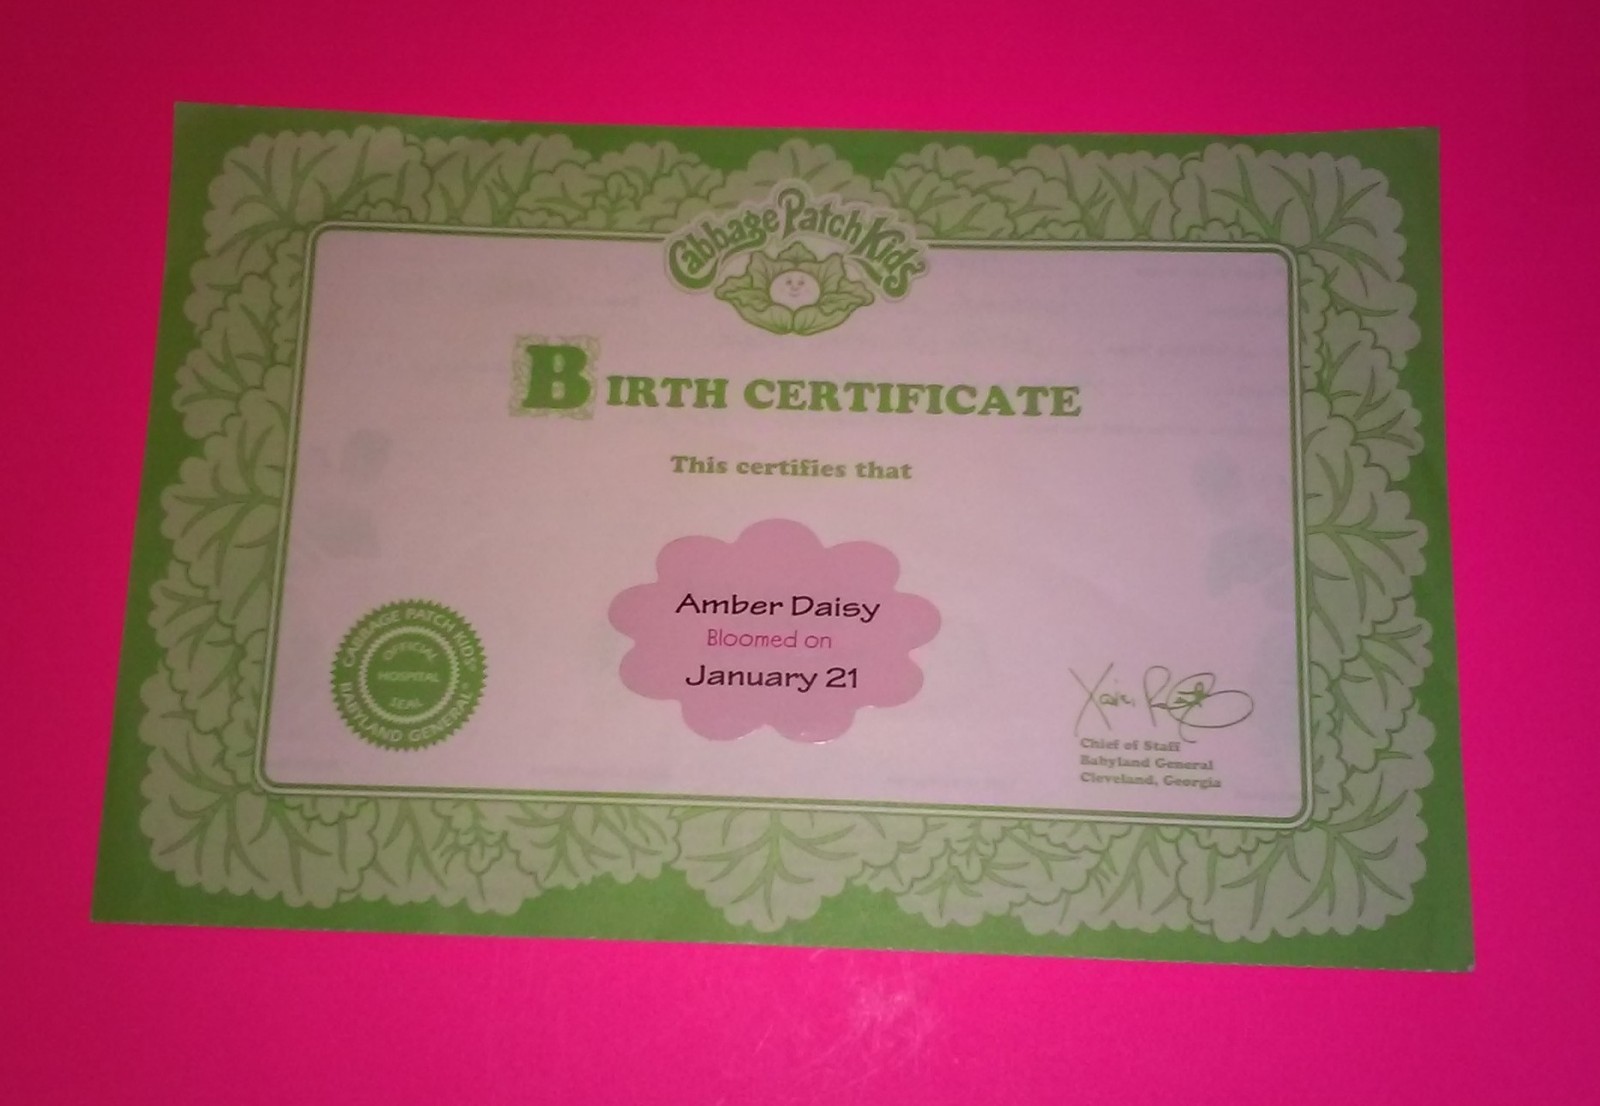 Cabbage Patch Kids
BIRTH CERTIFICATE
This certifies that
Amber Daisy
Bloomed on
January 21
CABBAGE PATCH KIDS®
OFFICIAL
HOSPITAL
SEAL
BABYLAND GENERAL®
Chief of Staff
Babyland General
Cleveland, Georgia